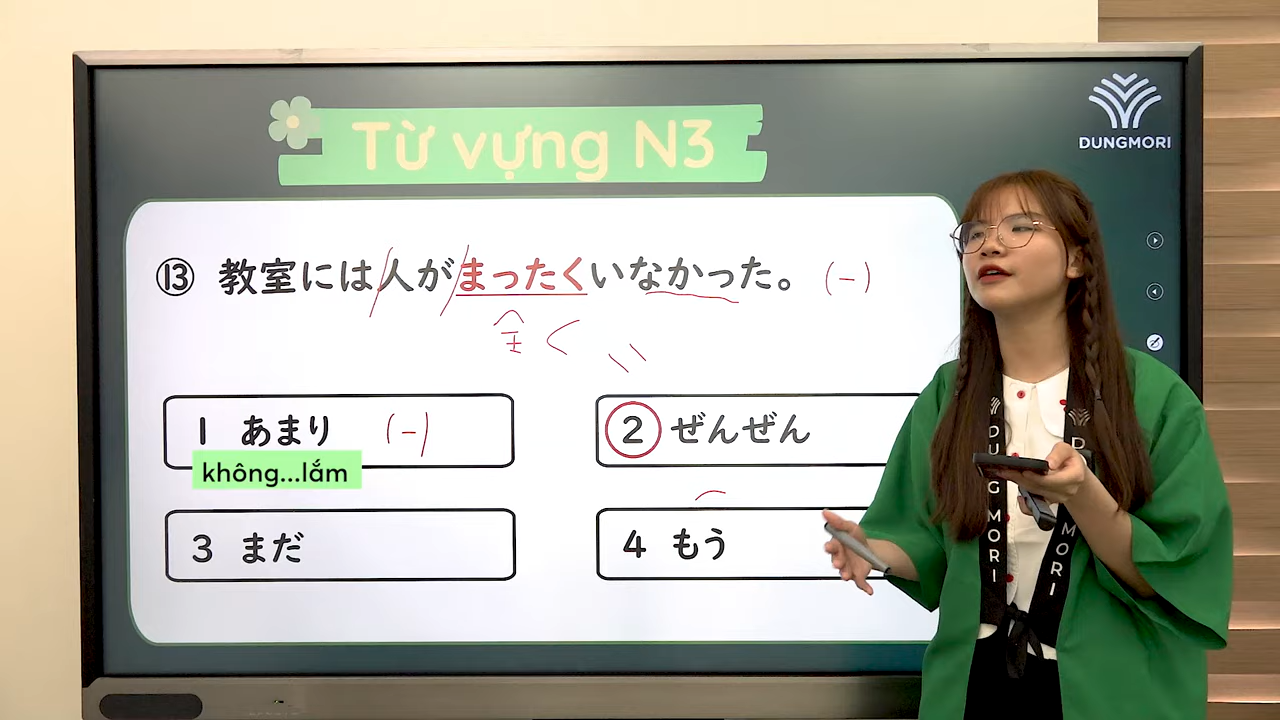 Từ vựng N3
DUNGMORI
⑬ 教室には人がまったくいなかった。 (-)
全く
1 あまり (-)
không...lắm
② ぜんぜん
3 まだ
4 もう
DUNGMORI
D
MORI